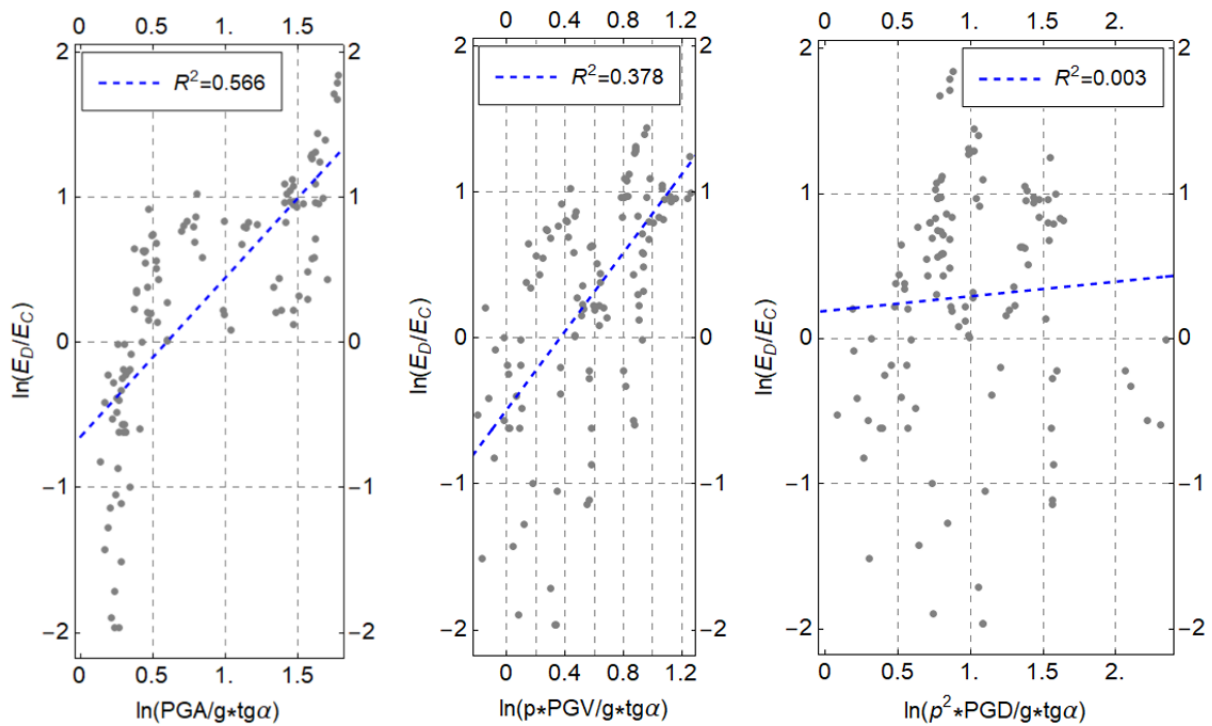 0 0.5 1. 1.5
2 2
R²=0.566
1 1
0 0
−1 −1
−2 −2
ln(E_D/E_C)
0 0.5 1.0 1.5
ln(PGA/g*tgα)
0 0.4 0.8 1.2
2 2
R²=0.378
1 1
0 0
−1 −1
−2 −2
ln(E_D/E_C)
0 0.4 0.8 1.2
ln(p*PGV/g*tgα)
0 0.5 1. 1.5 2.
2 2
R²=0.003
1 1
0 0
−1 −1
−2 −2
ln(E_D/E_C)
0 0.5 1.0 1.5 2.
ln(p²*PGD/g*tgα)